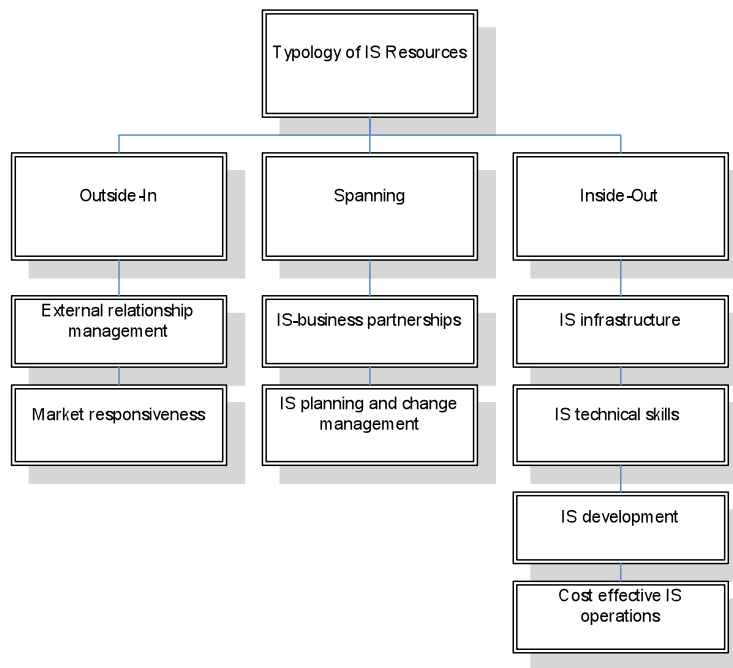 Typology of IS Resources
Outside-In
Spanning
Inside-Out
External relationship
management
IS-business partnerships
IS infrastructure
Market responsiveness
IS planning and change
management
IS technical skills
IS development
Cost effective IS
operations